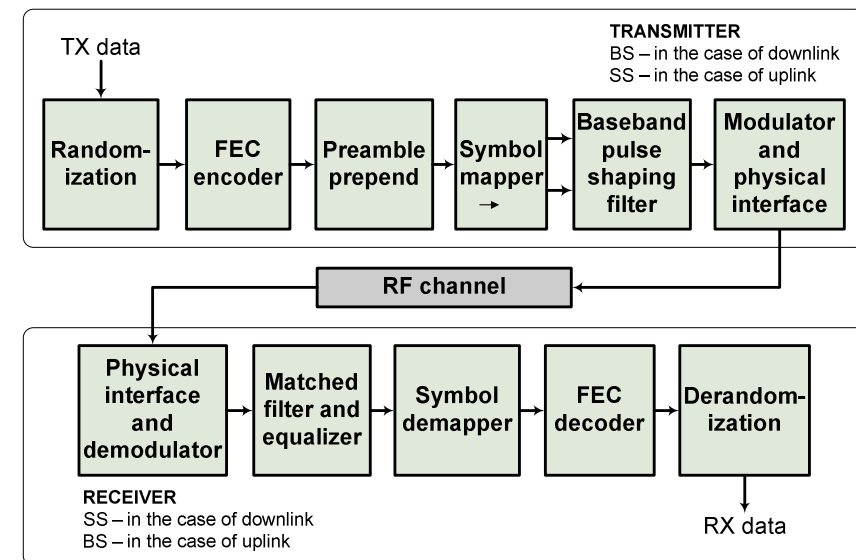 TX data
TRANSMITTER
BS – in the case of downlink
SS – in the case of uplink
Random-
ization
FEC
encoder
Preamble
prepend
Symbol
mapper
Baseband
pulse
shaping
filter
Modulator
and
physical
interface
RF channel
Physical
interface
and
demodulator
Matched
filter and
equalizer
Symbol
demapper
FEC
decoder
Derandom-
ization
RECEIVER
SS – in the case of downlink
BS – in the case of uplink
RX data